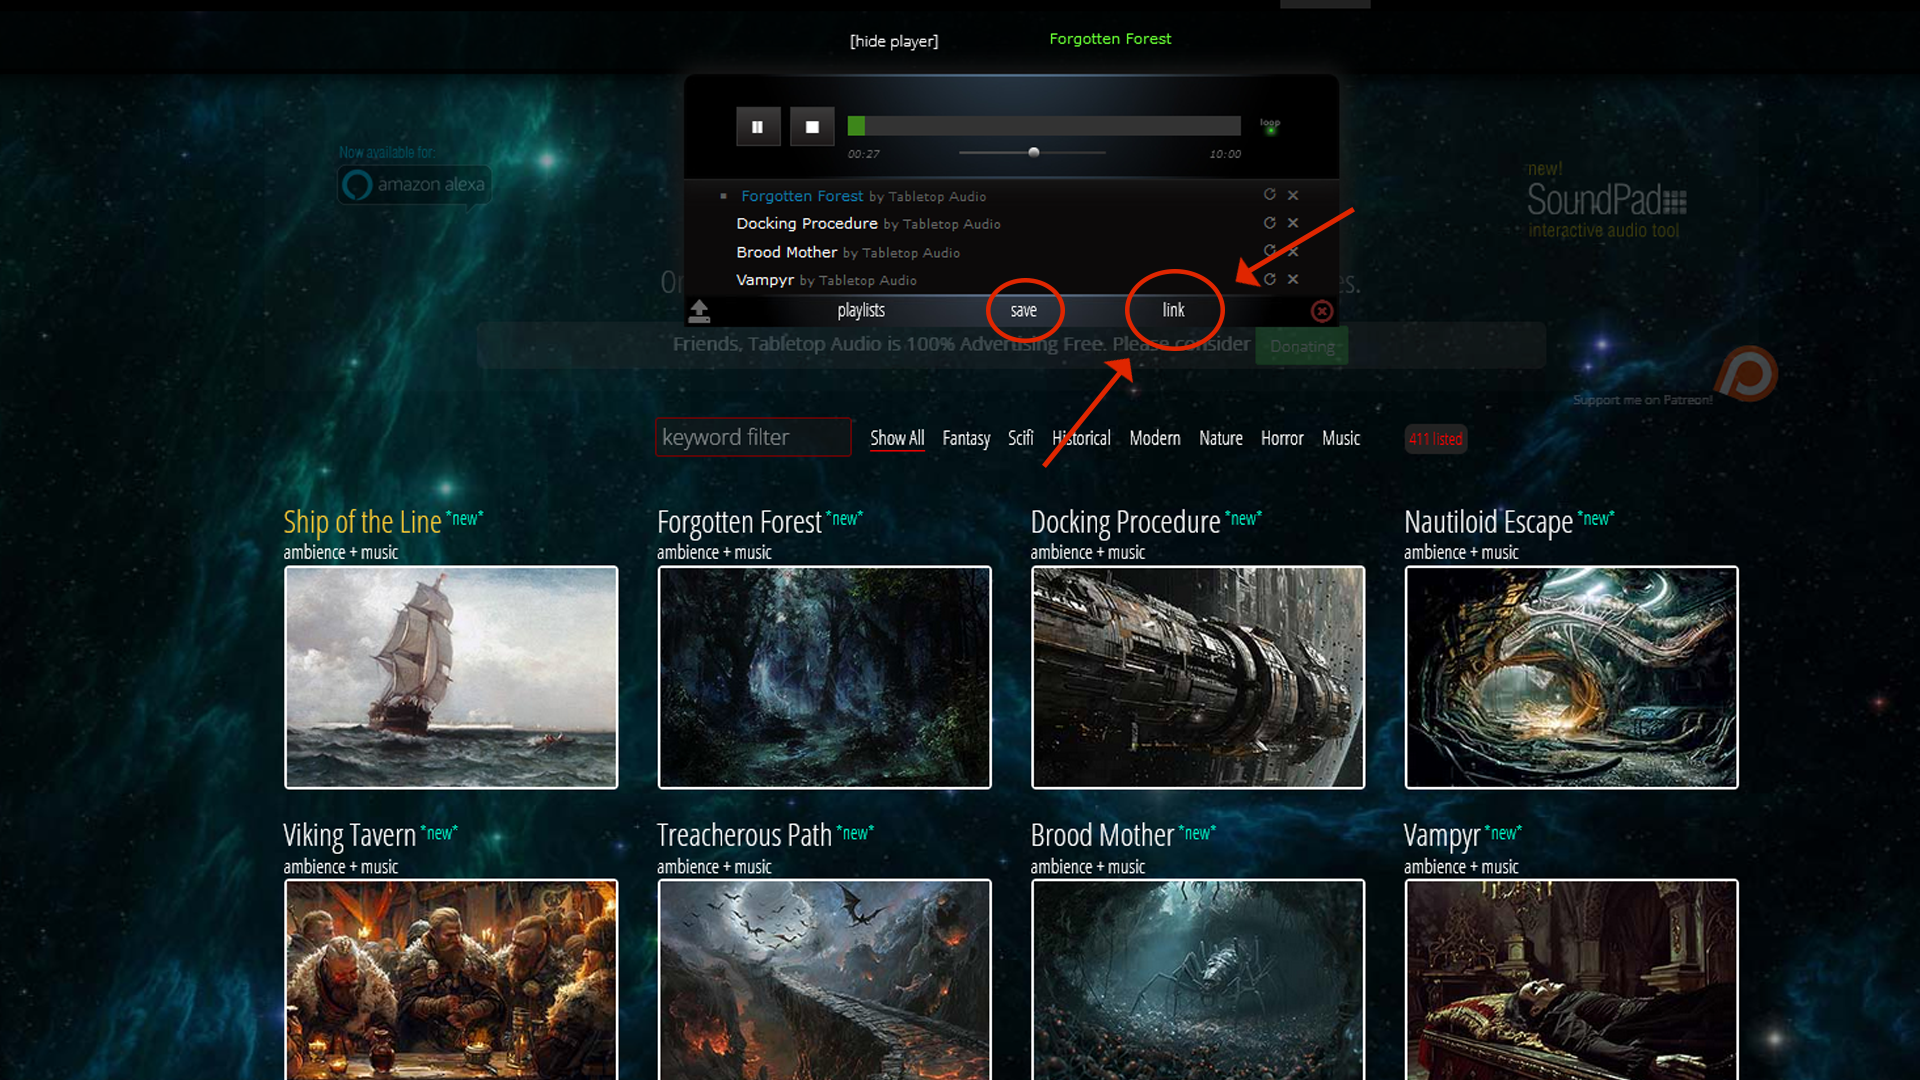 [hide player]
Forgotten Forest
loop
00:27
10:00
Now available for:
amazon alexa
new!
SoundPad
interactive audio tool
Forgotten Forest by Tabletop Audio
Docking Procedure by Tabletop Audio
Brood Mother by Tabletop Audio
Vampyr by Tabletop Audio
playlists save link
Friends, Tabletop Audio is 100% Advertising Free. Please consider Donating
Support me on Patreon!
keyword filter Show All Fantasy Scifi Historical Modern Nature Horror Music 411 listed
Ship of the Line *new*
ambience + music
Forgotten Forest *new*
ambience + music
Docking Procedure *new*
ambience + music
Nautiloid Escape *new*
ambience + music
Viking Tavern *new*
ambience + music
Treacherous Path *new*
ambience + music
Brood Mother *new*
ambience + music
Vampyr *new*
ambience + music